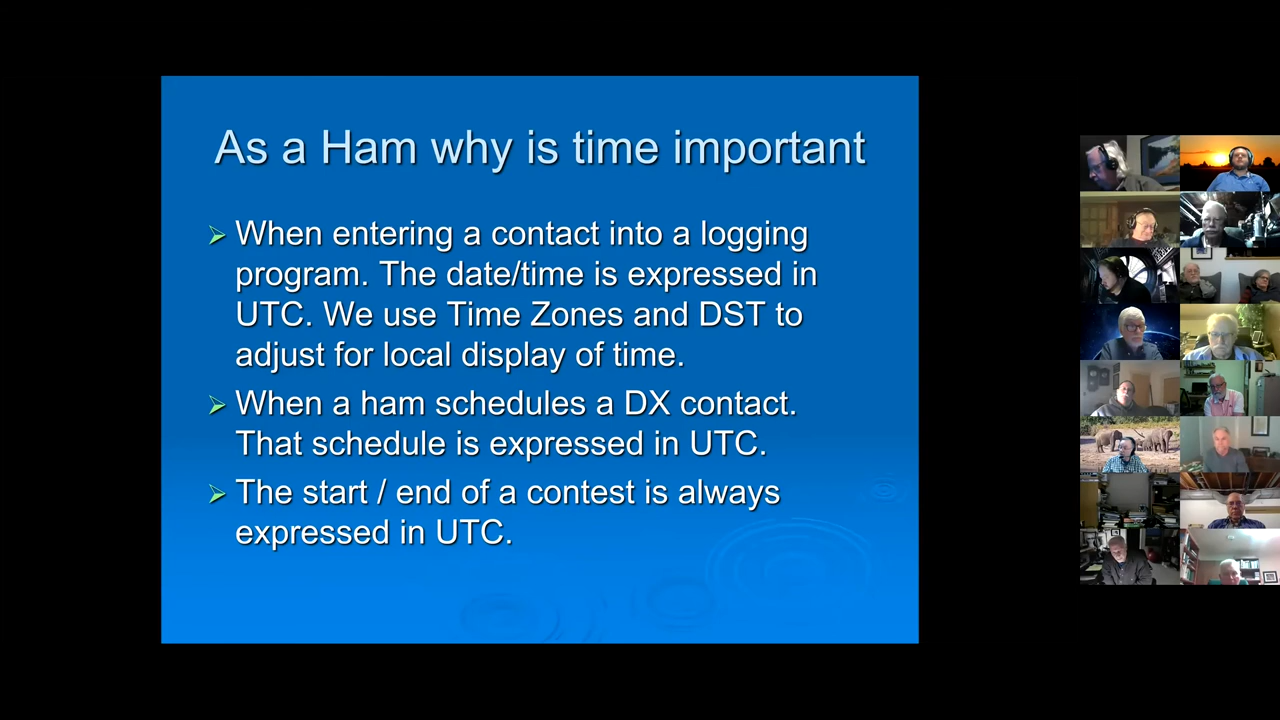 As a Ham why is time important
When entering a contact into a logging
program. The date/time is expressed in
UTC. We use Time Zones and DST to
adjust for local display of time.
When a ham schedules a DX contact.
That schedule is expressed in UTC.
The start / end of a contest is always
expressed in UTC.